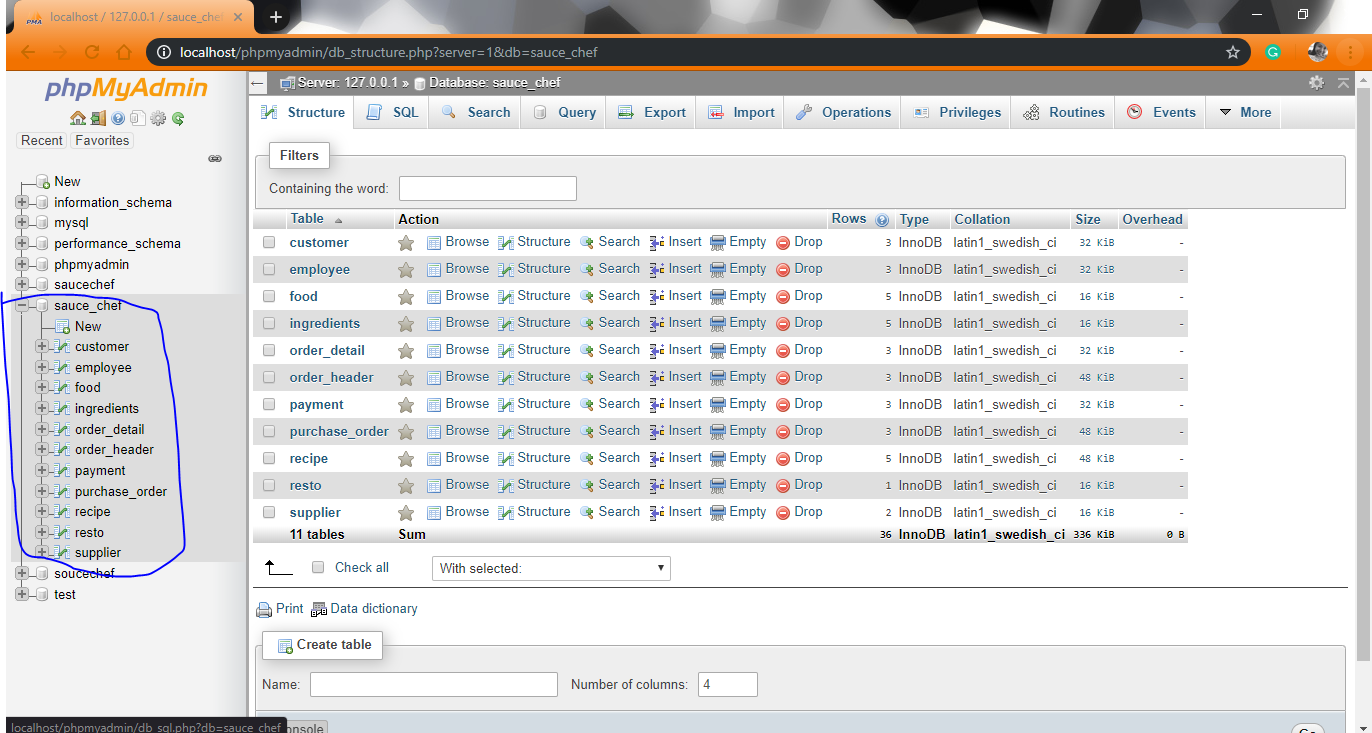 localhost / 127.0.0.1 / sauce_chef
localhost/phpmyadmin/db_structure.php?server=1&db=sauce_chef
phpMyAdmin
Recent Favorites
New
information_schema
mysql
performance_schema
phpmyadmin
saucechef
sauce_chef
New
customer
employee
food
ingredients
order_detail
order_header
payment
purchase_order
recipe
resto
supplier
soucechef
test
Server: 127.0.0.1 » Database: sauce_chef
Structure SQL Search Query Export Import Operations Privileges Routines Events More
Filters
Containing the word:
Table Action Rows Type Collation Size Overhead
customer Browse Structure Search Insert Empty Drop 3 InnoDB latin1_swedish_ci 32 KiB -
employee Browse Structure Search Insert Empty Drop 3 InnoDB latin1_swedish_ci 32 KiB -
food Browse Structure Search Insert Empty Drop 5 InnoDB latin1_swedish_ci 16 KiB -
ingredients Browse Structure Search Insert Empty Drop 5 InnoDB latin1_swedish_ci 16 KiB -
order_detail Browse Structure Search Insert Empty Drop 3 InnoDB latin1_swedish_ci 32 KiB -
order_header Browse Structure Search Insert Empty Drop 3 InnoDB latin1_swedish_ci 48 KiB -
payment Browse Structure Search Insert Empty Drop 3 InnoDB latin1_swedish_ci 32 KiB -
purchase_order Browse Structure Search Insert Empty Drop 3 InnoDB latin1_swedish_ci 48 KiB -
recipe Browse Structure Search Insert Empty Drop 5 InnoDB latin1_swedish_ci 48 KiB -
resto Browse Structure Search Insert Empty Drop 1 InnoDB latin1_swedish_ci 16 KiB -
supplier Browse Structure Search Insert Empty Drop 2 InnoDB latin1_swedish_ci 16 KiB -
11 tables Sum 36 InnoDB latin1_swedish_ci 336 KiB 0 B
Check all With selected:
Print Data dictionary
Create table
Name: Number of columns: 4
localhost/phpmyadmin/db_sql.php?db=sauce_chef